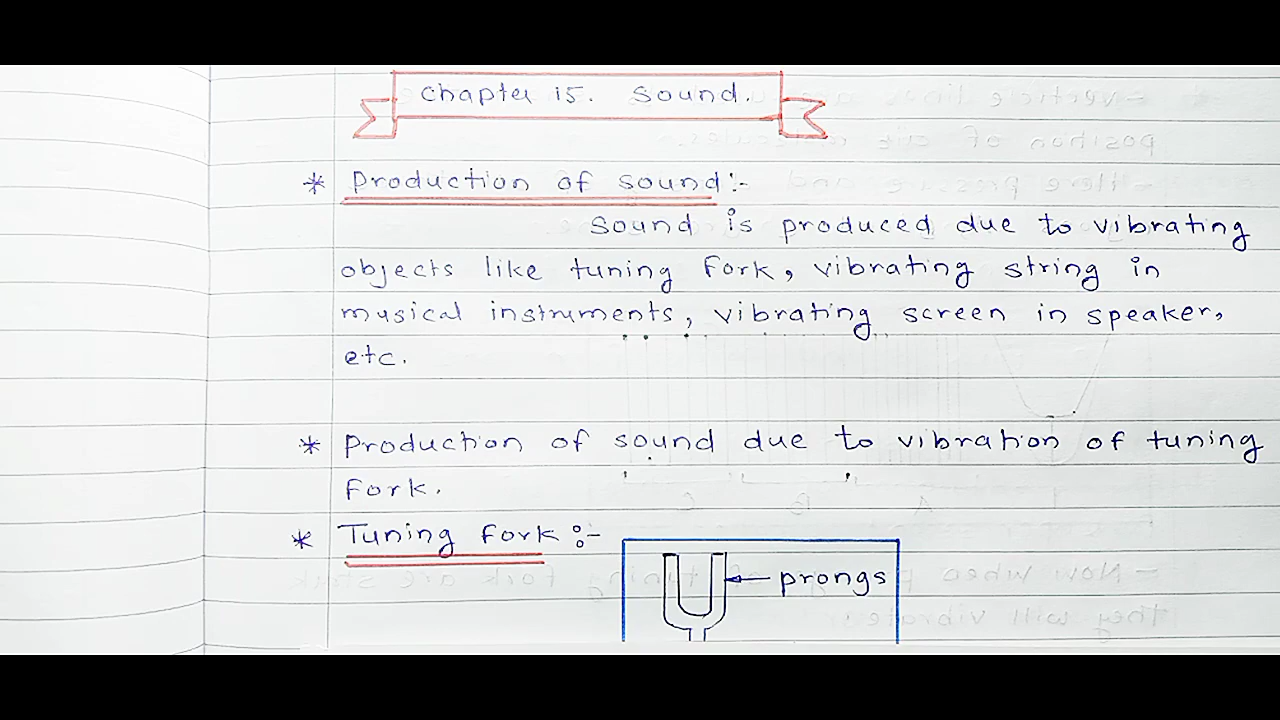 Chapter 15. Sound.
* Production of sound :-
Sound is produced due to vibrating
objects like tuning fork, vibrating string in
musical instruments, vibrating screen in speaker,
etc.
* Production of sound due to vibration of tuning
fork.
* Tuning fork :-
prongs